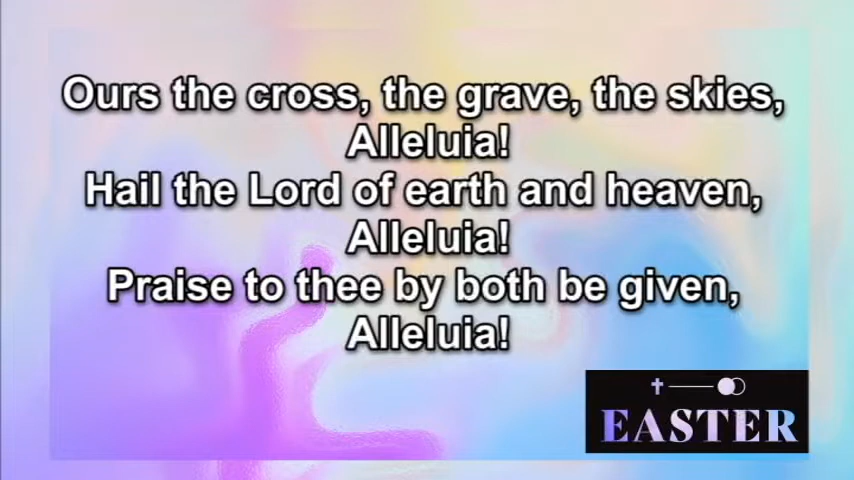 Ours the cross, the grave, the skies,
Alleluia!
Hail the Lord of earth and heaven,
Alleluia!
Praise to thee by both be given,
Alleluia!
EASTER